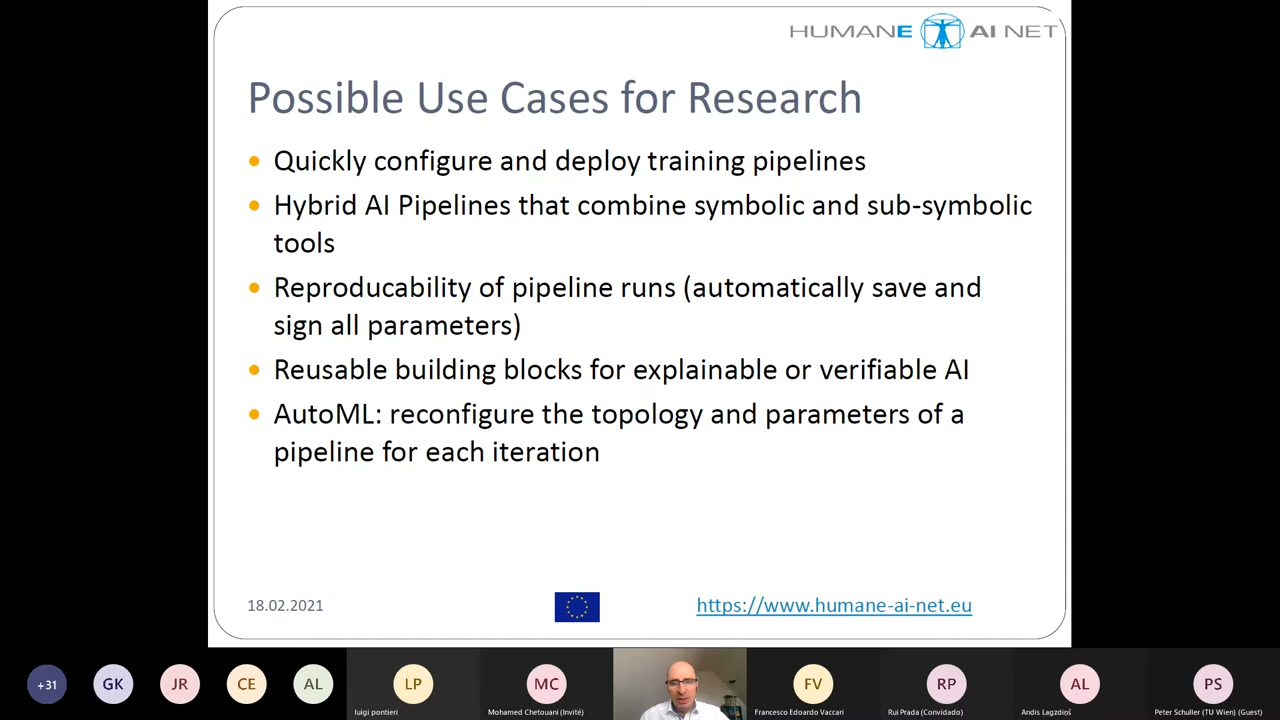 HUMANE AI NET
Possible Use Cases for Research
Quickly configure and deploy training pipelines
Hybrid AI Pipelines that combine symbolic and sub-symbolic
tools
Reproducability of pipeline runs (automatically save and
sign all parameters)
Reusable building blocks for explainable or verifiable AI
AutoML: reconfigure the topology and parameters of a
pipeline for each iteration
18.02.2021
https://www.humane-ai-net.eu
+31
GK
JR
CE
AL
LP
MC
FV
RP
AL
PS
luigi pontieri
Mohamed Chetouani (Invité)
Francesco Edoardo Vaccari
Rui Prada (Convidado)
Andis Lagzdiņš
Peter Schuller (TU Wien) (Guest)